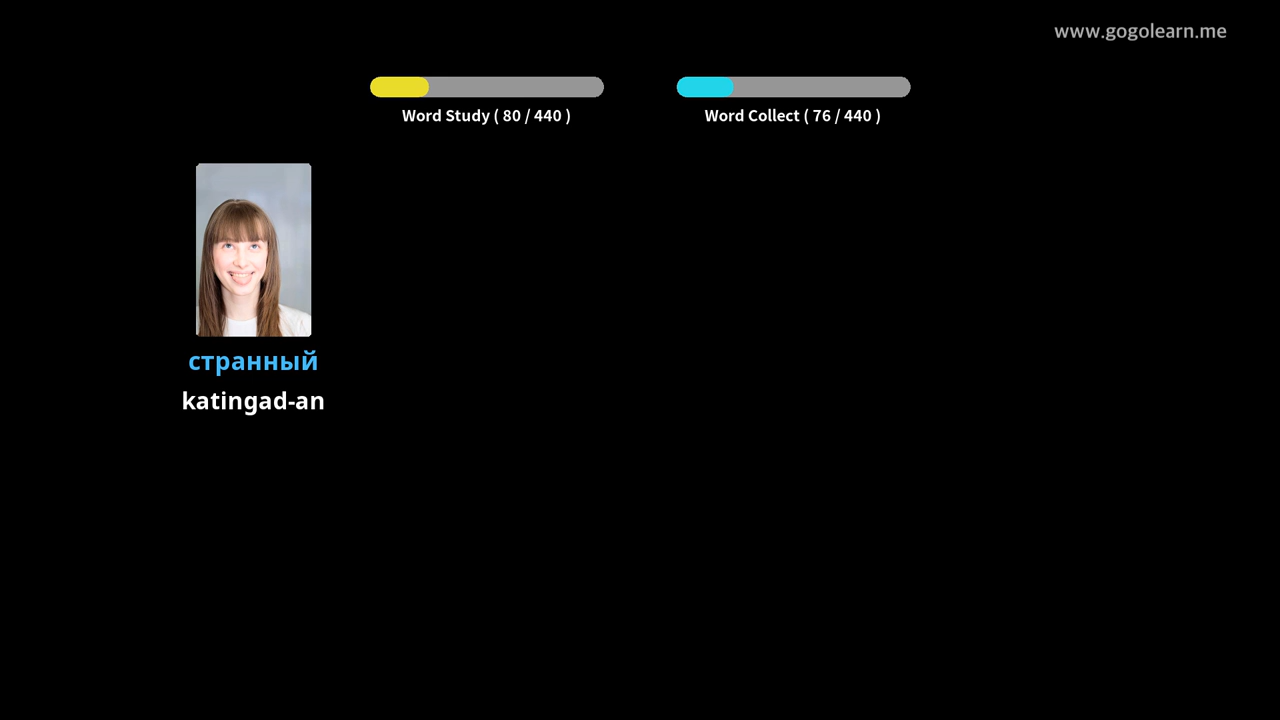 www.gogolearn.me
Word Study ( 80 / 440 )
Word Collect ( 76 / 440 )
странный
katingad-an